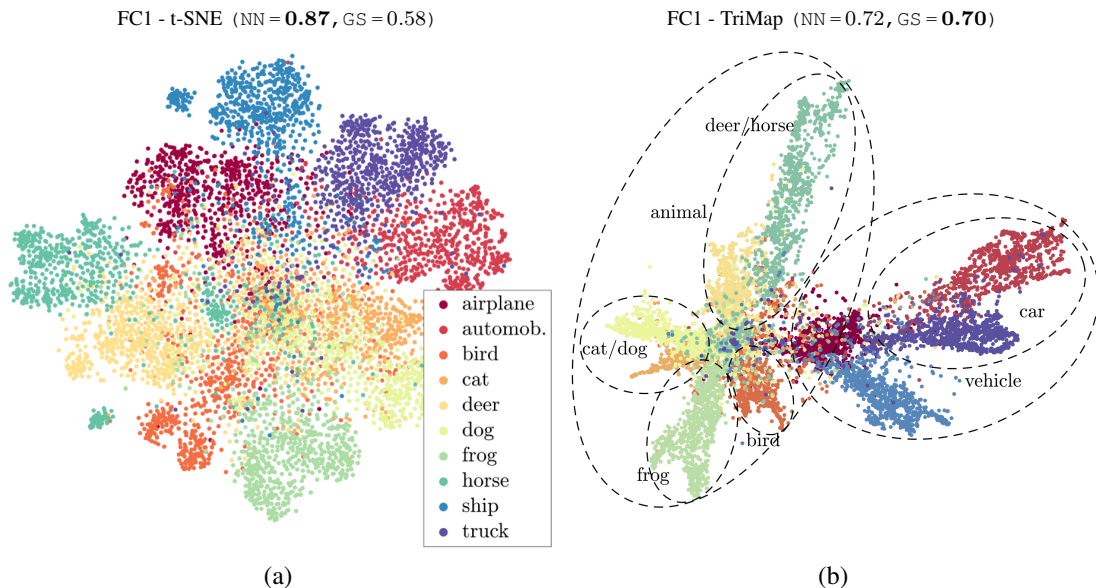 FC1 - t-SNE (NN = 0.87, GS = 0.58)
FC1 - TriMap (NN = 0.72, GS = 0.70)
airplane
automob.
bird
cat
deer
dog
frog
horse
ship
truck
deer/horse
animal
cat/dog
frog
bird
car
vehicle
(a)
(b)